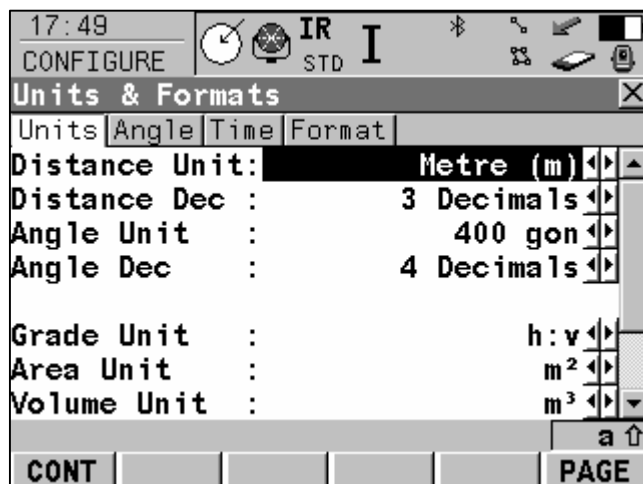 17:49
CONFIGURE
IR
STD
I
Units & Formats
Units Angle Time Format
Distance Unit: Metre (m)
Distance Dec : 3 Decimals
Angle Unit : 400 gon
Angle Dec : 4 Decimals
Grade Unit : h:v
Area Unit : m²
Volume Unit : m³
a
CONT PAGE